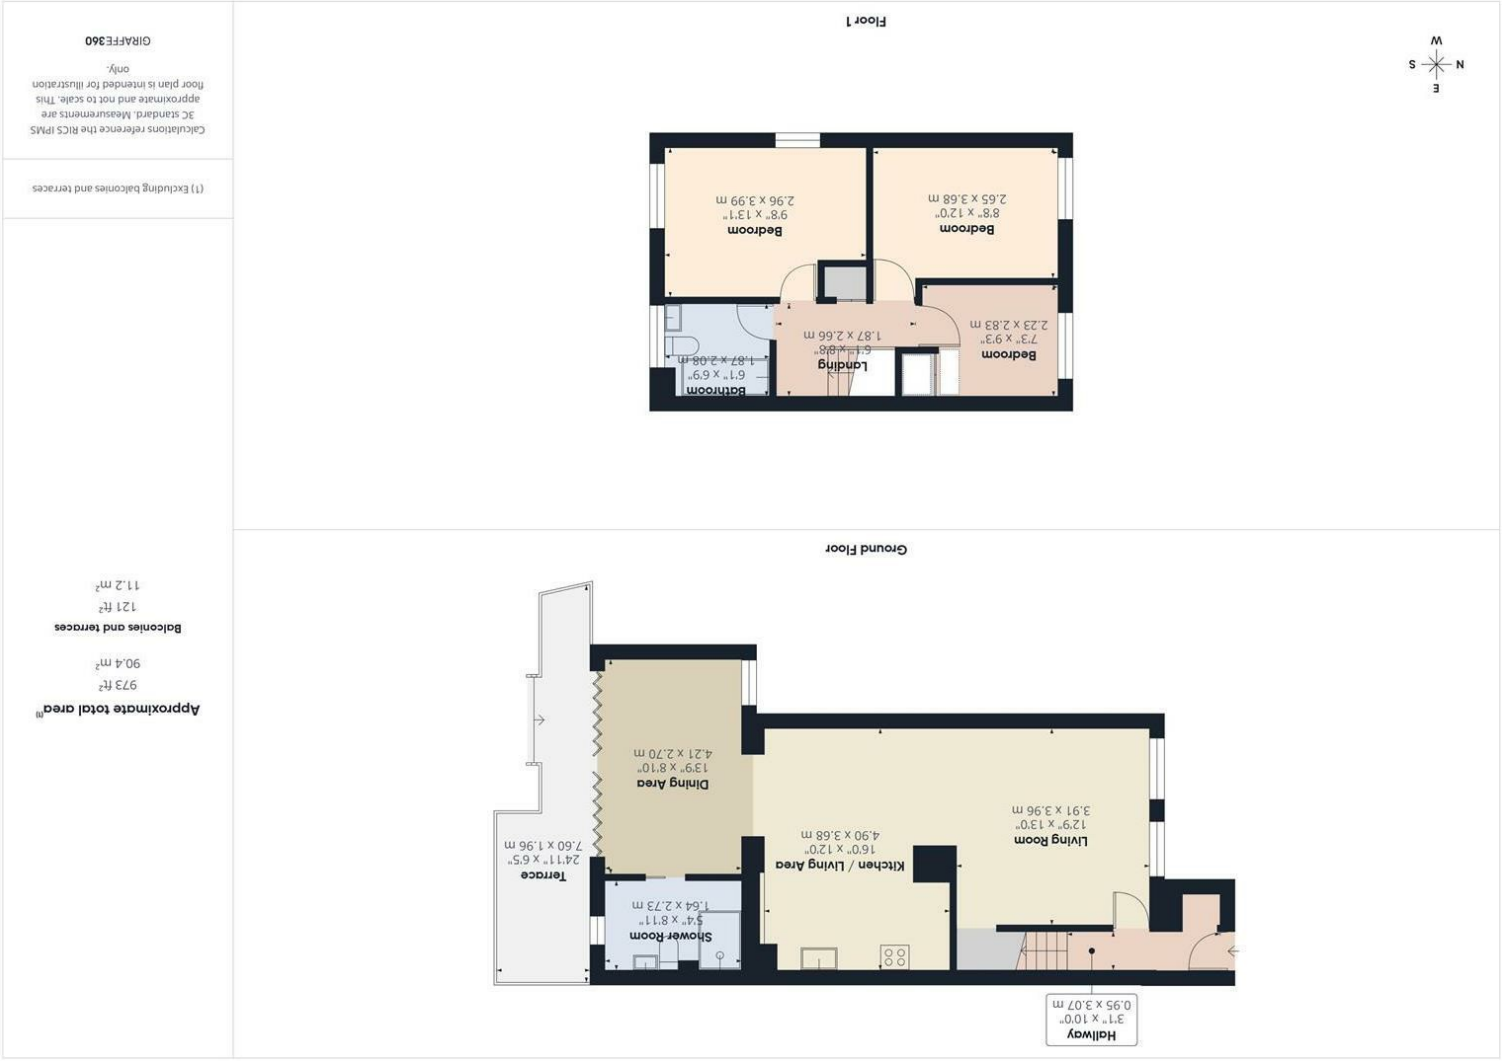 Hallway
3'1" x 10'0"
0.95 x 3.07 m
Shower Room
5'4" x 8'11"
1.64 x 2.73 m
Terrace
24'11" x 6'5"
7.60 x 1.96 m
Kitchen / Living Area
16'0" x 12'0"
4.90 x 3.68 m
Living Room
12'9" x 13'0"
3.91 x 3.96 m
Dining Area
13'9" x 8'10"
4.21 x 2.70 m
Ground Floor
Bathroom
6'1" x 6'9"
1.87 x 2.08 m
Landing
6'1" x 8'8"
1.87 x 2.66 m
Bedroom
7'3" x 9'3"
2.23 x 2.83 m
Bedroom
9'8" x 13'1"
2.96 x 3.99 m
Bedroom
8'8" x 12'0"
2.65 x 3.68 m
E
N
S
W
Floor 1
Approximate total area(1)
973 ft²
90.4 m²
Balconies and terraces
121 ft²
11.2 m²
(1) Excluding balconies and terraces
Calculations reference the RICS IPMS
3C standard. Measurements are
approximate and not to scale. This
floor plan is intended for illustration
only.
GIRAFFE360